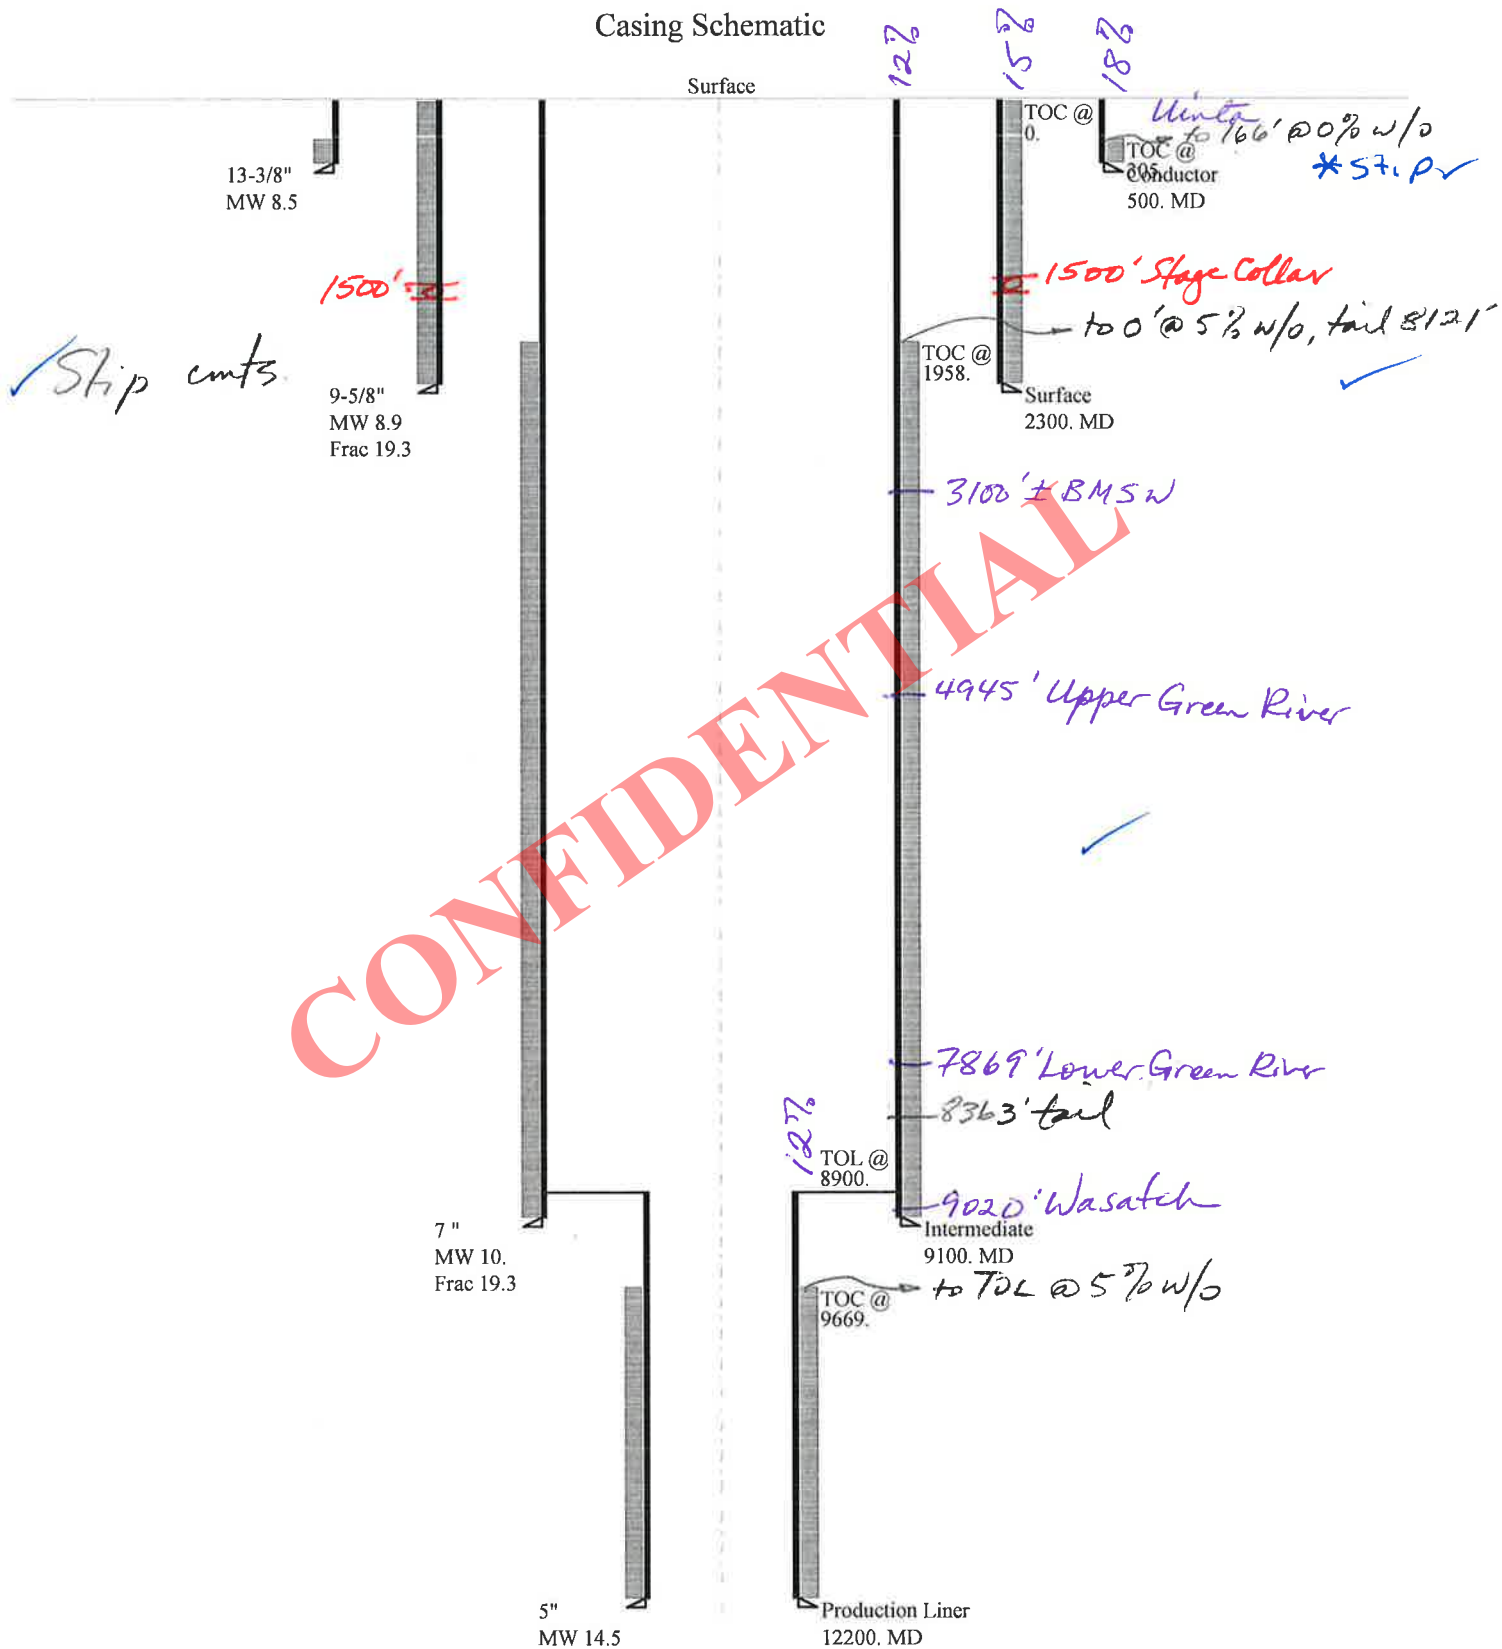 Casing Schematic
12%
15%
18%
Surface
TOC @
0.
Uinta
to 166' @ 0% w/o
TOC @
305.
* Stip ✓
Conductor
500. MD
13-3/8"
MW 8.5
1500'
1500' Stage Collar
to 0' @ 5% w/o, tail 8121'
✓ Stip cmts.
TOC @
1958.
✓
9-5/8"
MW 8.9
Frac 19.3
Surface
2300. MD
3100' ± BMSW
CONFIDENTIAL
4945' Upper Green River
✓
7869' Lower Green River
8363' tail
12%
TOL @
8900.
9020' Wasatch
7 "
MW 10.
Frac 19.3
Intermediate
9100. MD
to TOL @ 5% w/o
TOC @
9669.
5"
MW 14.5
Production Liner
12200. MD